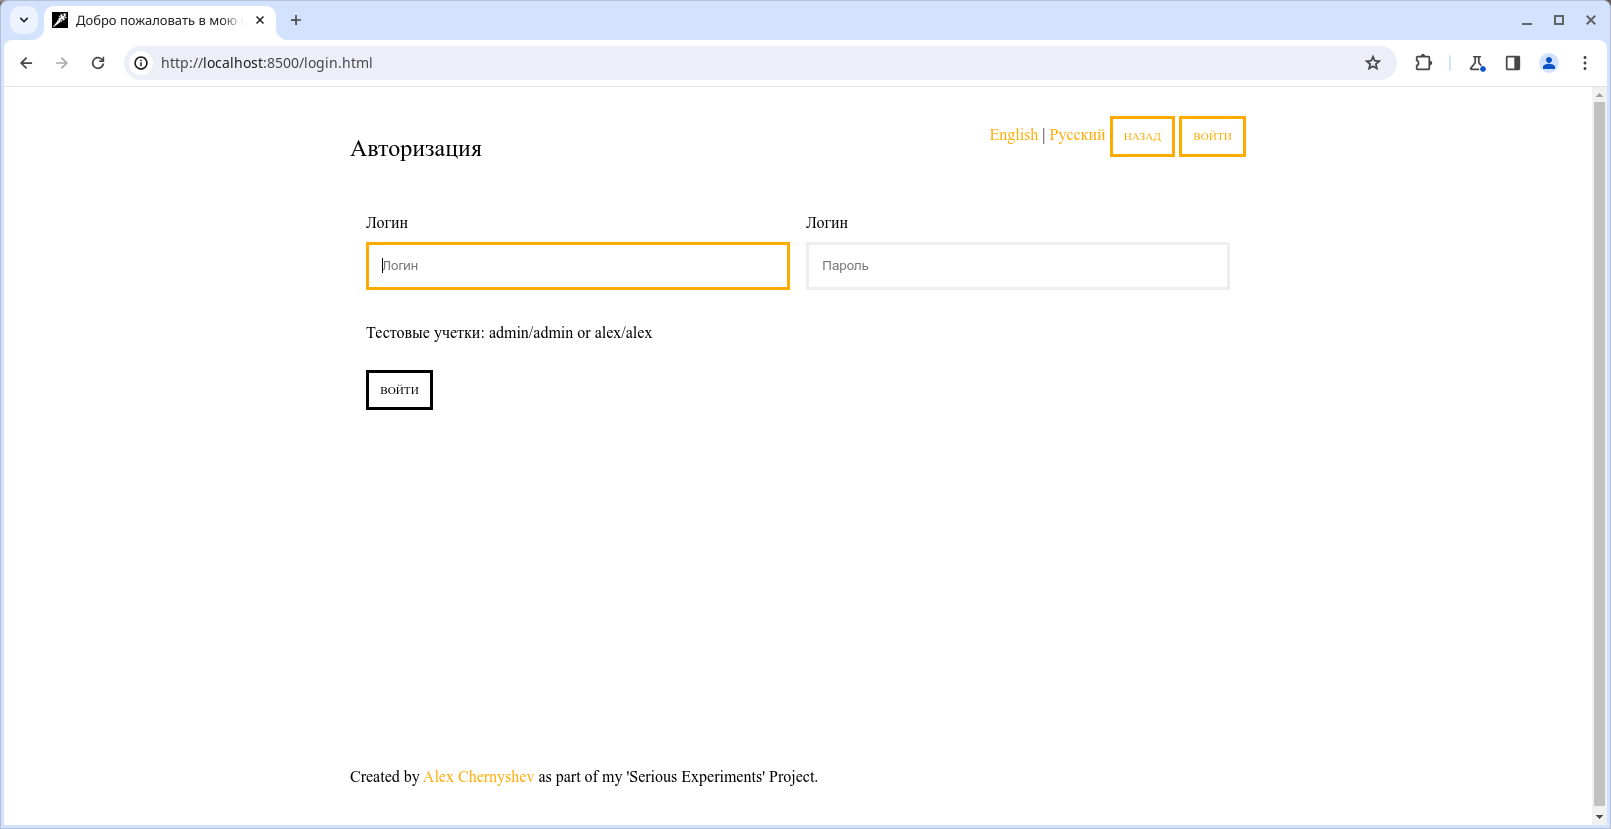 Добро пожаловать в мою
http://localhost:8500/login.html
English | Русский НАЗАД ВОЙТИ
Авторизация
Логин Логин
Логин Пароль
Тестовые учетки: admin/admin or alex/alex
ВОЙТИ
Created by Alex Chernyshev as part of my 'Serious Experiments' Project.